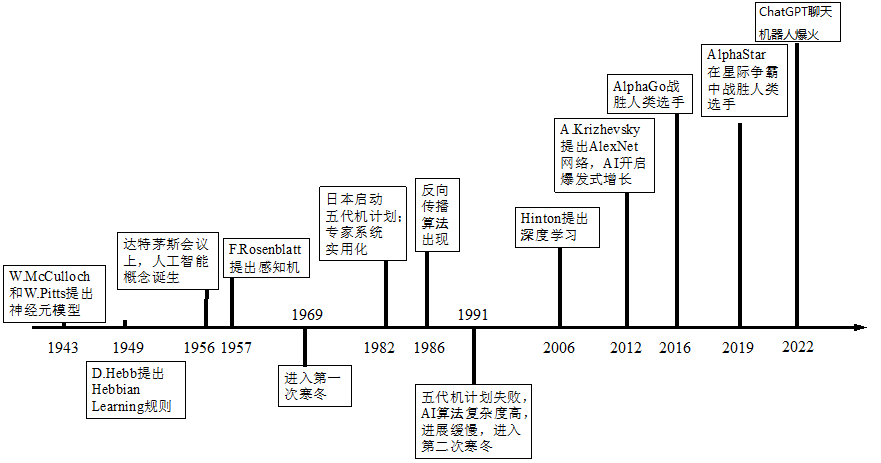 W.McCulloch
和W.Pitts提出
神经元模型
1943
1949
D.Hebb提出
Hebbian
Learning规则
达特茅斯会议
上，人工智能
概念诞生
1956
F.Rosenblatt
提出感知机
1957
1969
进入第一
次寒冬
日本启动
五代机计划；
专家系统
实用化
1982
反向
传播
算法
出现
1986
1991
五代机计划失败，
AI算法复杂度高，
进展缓慢，进入
第二次寒冬
Hinton提出
深度学习
2006
A.Krizhevsky
提出AlexNet
网络，AI开启
爆发式增长
2012
AlphaGo战
胜人类选手
2016
AlphaStar
在星际争霸
中战胜人类
选手
2019
ChatGPT聊天
机器人爆火
2022